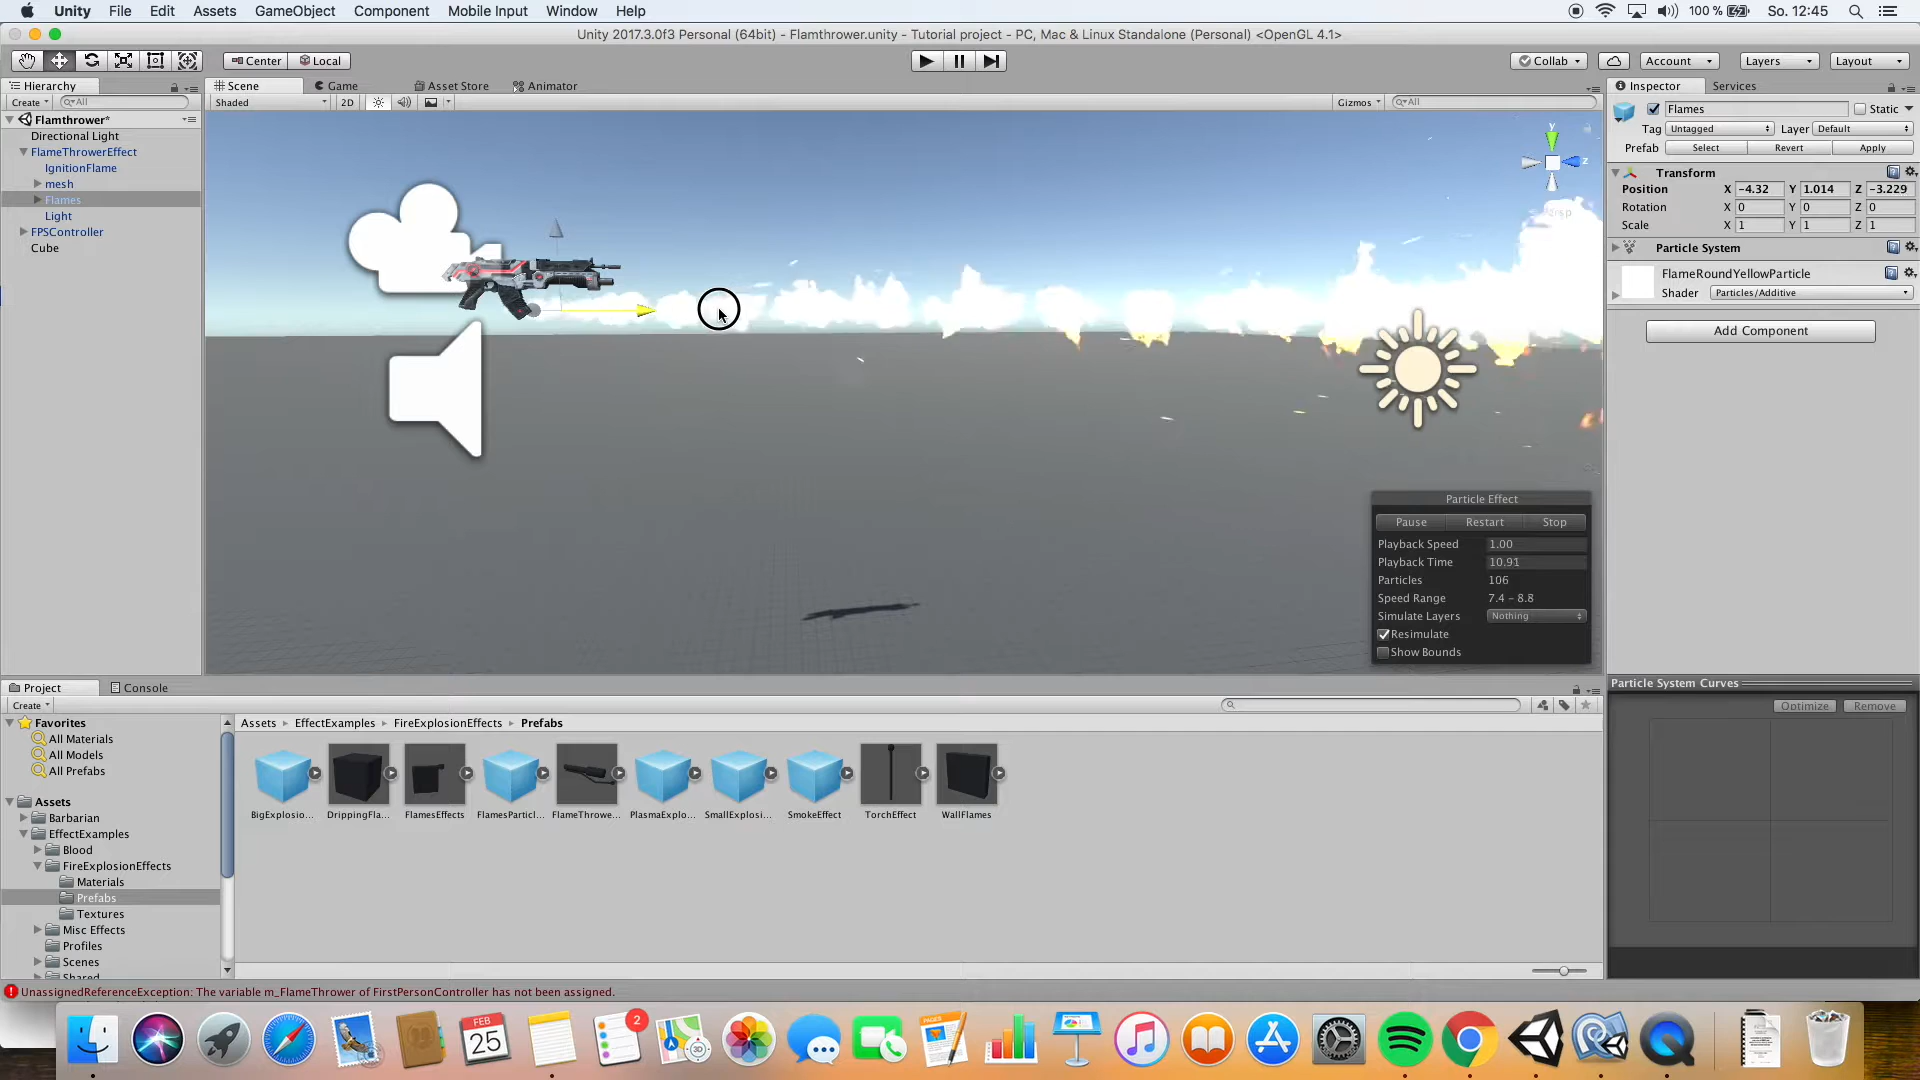 Unity File Edit Assets GameObject Component Mobile Input Window Help 100 % So. 12:45
Unity 2017.3.0f3 Personal (64bit) - Flamthrower.unity - Tutorial project - PC, Mac & Linux Standalone (Personal) <OpenGL 4.1>
Center Local Collab Account Layers Layout
Hierarchy Scene Game Asset Store Animator Inspector Services
Create All Shaded 2D Gizmos All
Flames Static
Flamthrower*
Tag Untagged Layer Default
Directional Light
Prefab Select Revert Apply
FlameThrowerEffect
IgnitionFlame
mesh
Flames
Light
FPSController
Cube
y
z
Persp
Transform
Position X -4.32 Y 1.014 Z -3.229
Rotation X 0 Y 0 Z 0
Scale X 1 Y 1 Z 1
Particle System
FlameRoundYellowParticle
Shader Particles/Additive
Add Component
Particle Effect
Pause Restart Stop
Playback Speed 1.00
Playback Time 10.91
Particles 106
Speed Range 7.4 - 8.8
Simulate Layers Nothing
Resimulate
Show Bounds
Project Console
Create
Particle System Curves
Optimize Remove
Favorites
All Materials
All Models
All Prefabs
Assets
Barbarian
EffectExamples
Blood
FireExplosionEffects
Materials
Prefabs
Textures
Misc Effects
Profiles
Scenes
Shared
Assets EffectExamples FireExplosionEffects Prefabs
BigExplosio... DrippingFla... FlamesEffects FlamesParticl... FlameThrowe... PlasmaExplo... SmallExplosi... SmokeEffect TorchEffect WallFlames
UnassignedReferenceException: The variable m_FlameThrower of FirstPersonController has not been assigned.
FEB
25
2
3D